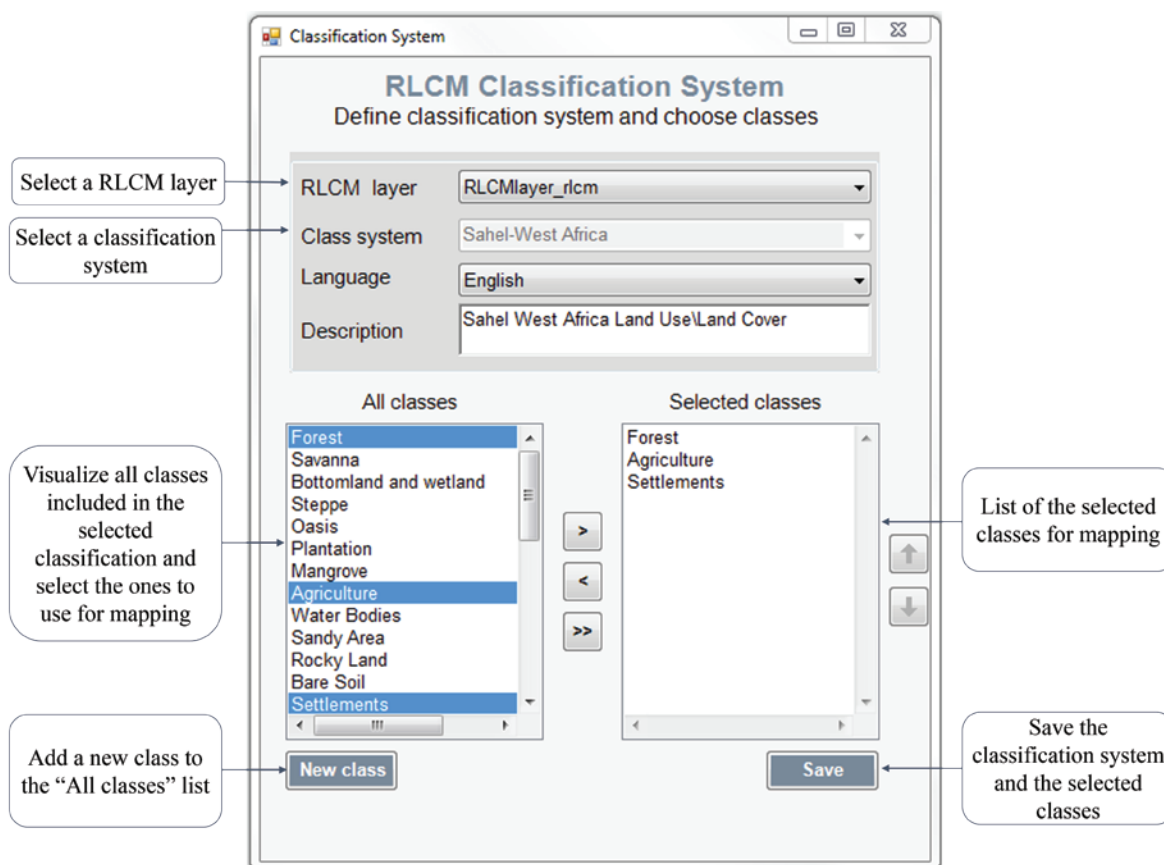 Classification System
RLCM Classification System
Define classification system and choose classes
Select a RLCM layer
RLCM layer
RLCMlayer_rlcm
Select a classification
system
Class system
Sahel-West Africa
Language
English
Description
Sahel West Africa Land Use\Land Cover
All classes
Selected classes
Visualize all classes
included in the
selected
classification and
select the ones to
use for mapping
Forest
Savanna
Bottomland and wetland
Steppe
Oasis
Plantation
Mangrove
Agriculture
Water Bodies
Sandy Area
Rocky Land
Bare Soil
Settlements
>
<
>>
Forest
Agriculture
Settlements
List of the selected
classes for mapping
Add a new class to
the “All classes” list
New class
Save
Save the
classification system
and the selected
classes